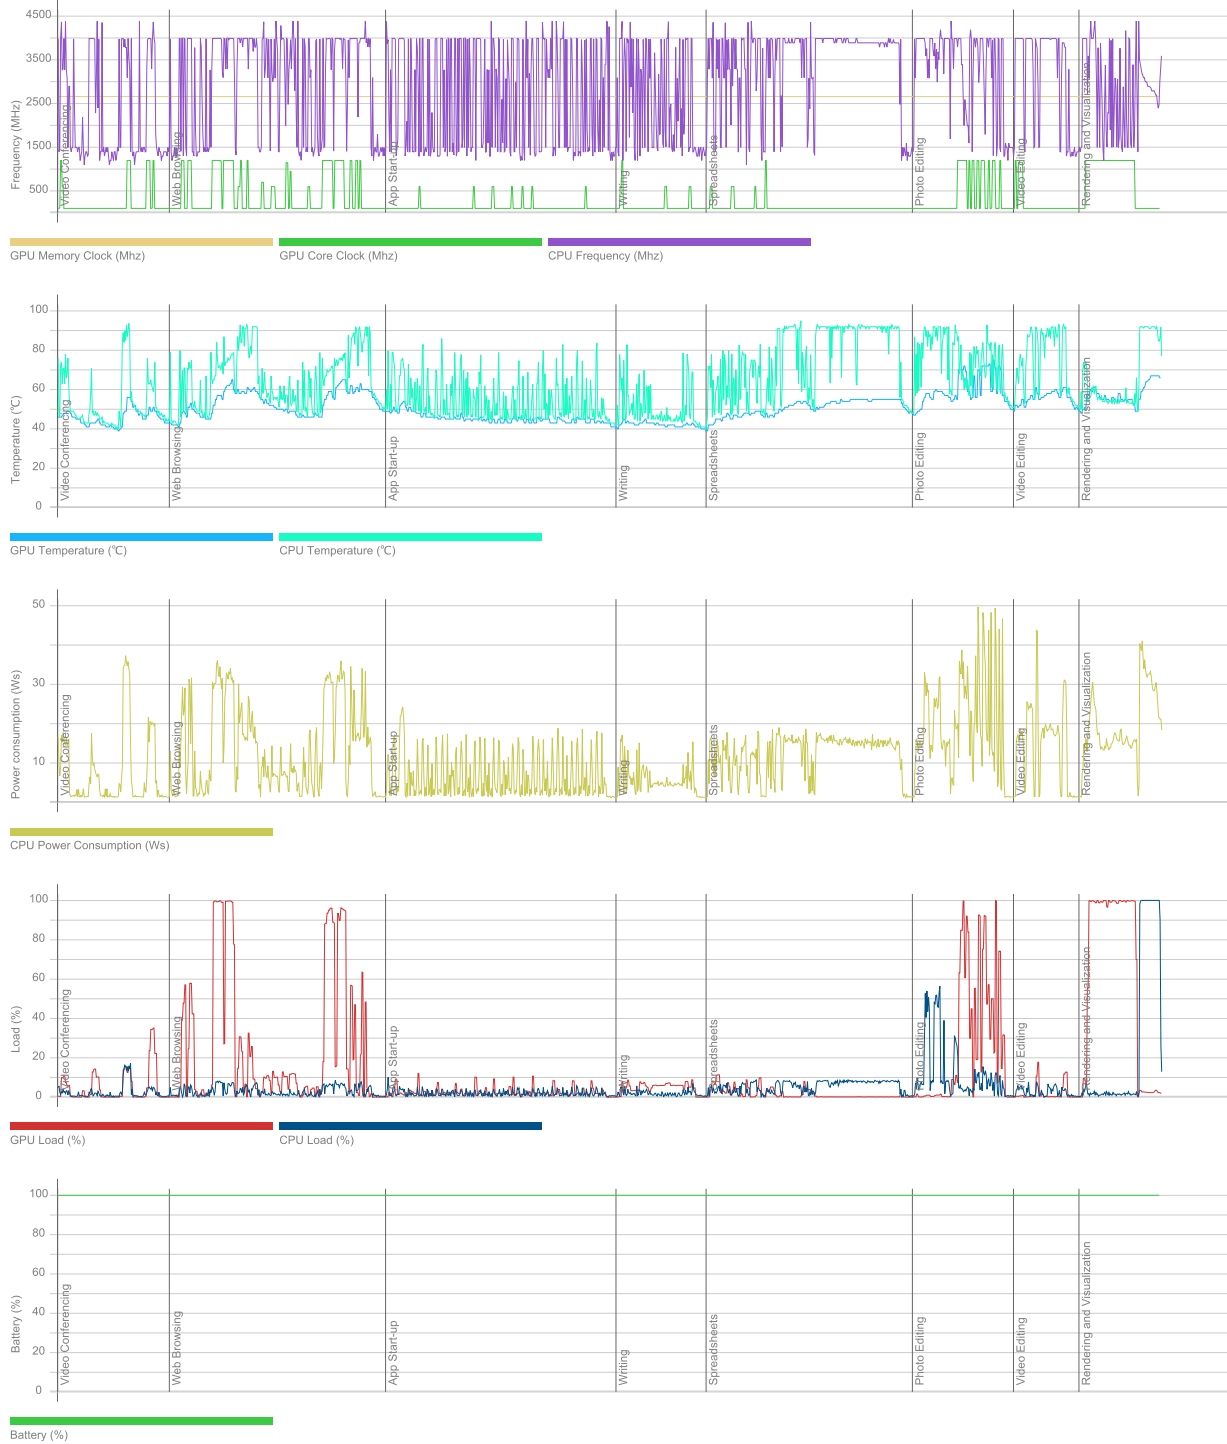 4500
3500
2500
1500
500
Frequency (MHz)
Video Conferencing
Web Browsing
App Start-up
Writing
Spreadsheets
Photo Editing
Video Editing
Rendering and Visualization
GPU Memory Clock (Mhz)
GPU Core Clock (Mhz)
CPU Frequency (Mhz)
100
80
60
40
20
0
Temperature (℃)
Video Conferencing
Web Browsing
App Start-up
Writing
Spreadsheets
Photo Editing
Video Editing
Rendering and Visualization
GPU Temperature (℃)
CPU Temperature (℃)
50
30
10
Power consumption (Ws)
Video Conferencing
Web Browsing
App Start-up
Writing
Spreadsheets
Photo Editing
Video Editing
Rendering and Visualization
CPU Power Consumption (Ws)
100
80
60
40
20
0
Load (%)
Video Conferencing
Web Browsing
App Start-up
Writing
Spreadsheets
Photo Editing
Video Editing
Rendering and Visualization
GPU Load (%)
CPU Load (%)
100
80
60
40
20
0
Battery (%)
Video Conferencing
Web Browsing
App Start-up
Writing
Spreadsheets
Photo Editing
Video Editing
Rendering and Visualization
Battery (%)